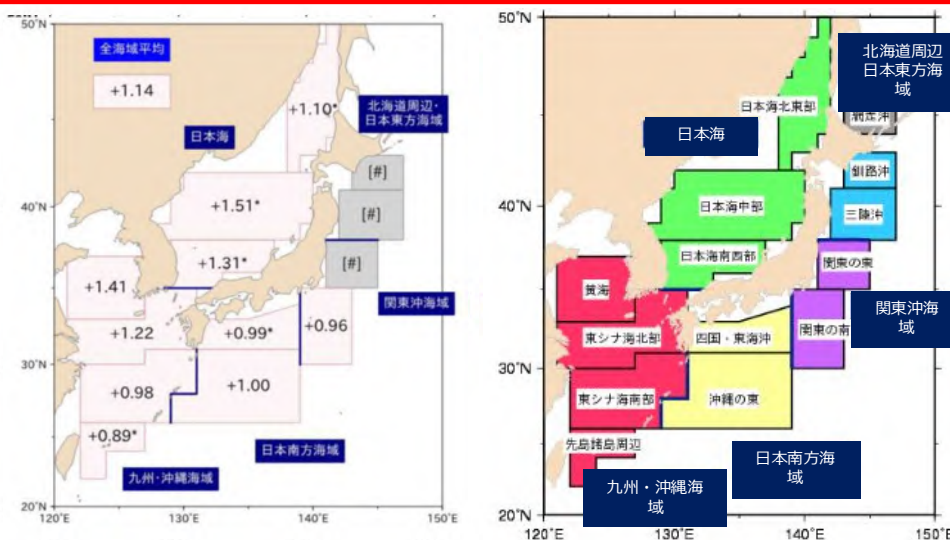 50°N
全海域平均
+1.14
+1.10*
北海道周辺・
日本東方海域
日本海
[#]
40°N
+1.51*
[#]
+1.31*
[#]
+1.41
関東沖海域
+1.22
+0.99*
+0.96
30°N
+0.98
+1.00
+0.89*
日本南方海域
九州・沖縄海域
20°N
120°E
130°E
140°E
150°E
50°N
北海道周辺
日本東方海
域
日本海北東部
網走沖
日本海
釧路沖
40°N
日本海中部
三陸沖
日本海南西部
関東の東
黄海
関東の南
関東沖海
域
東シナ海北部
四国・東海沖
30°N
東シナ海南部
沖縄の東
先島諸島周辺
日本南方海
域
九州・沖縄海
域
20°N
120°E
130°E
140°E
150°E